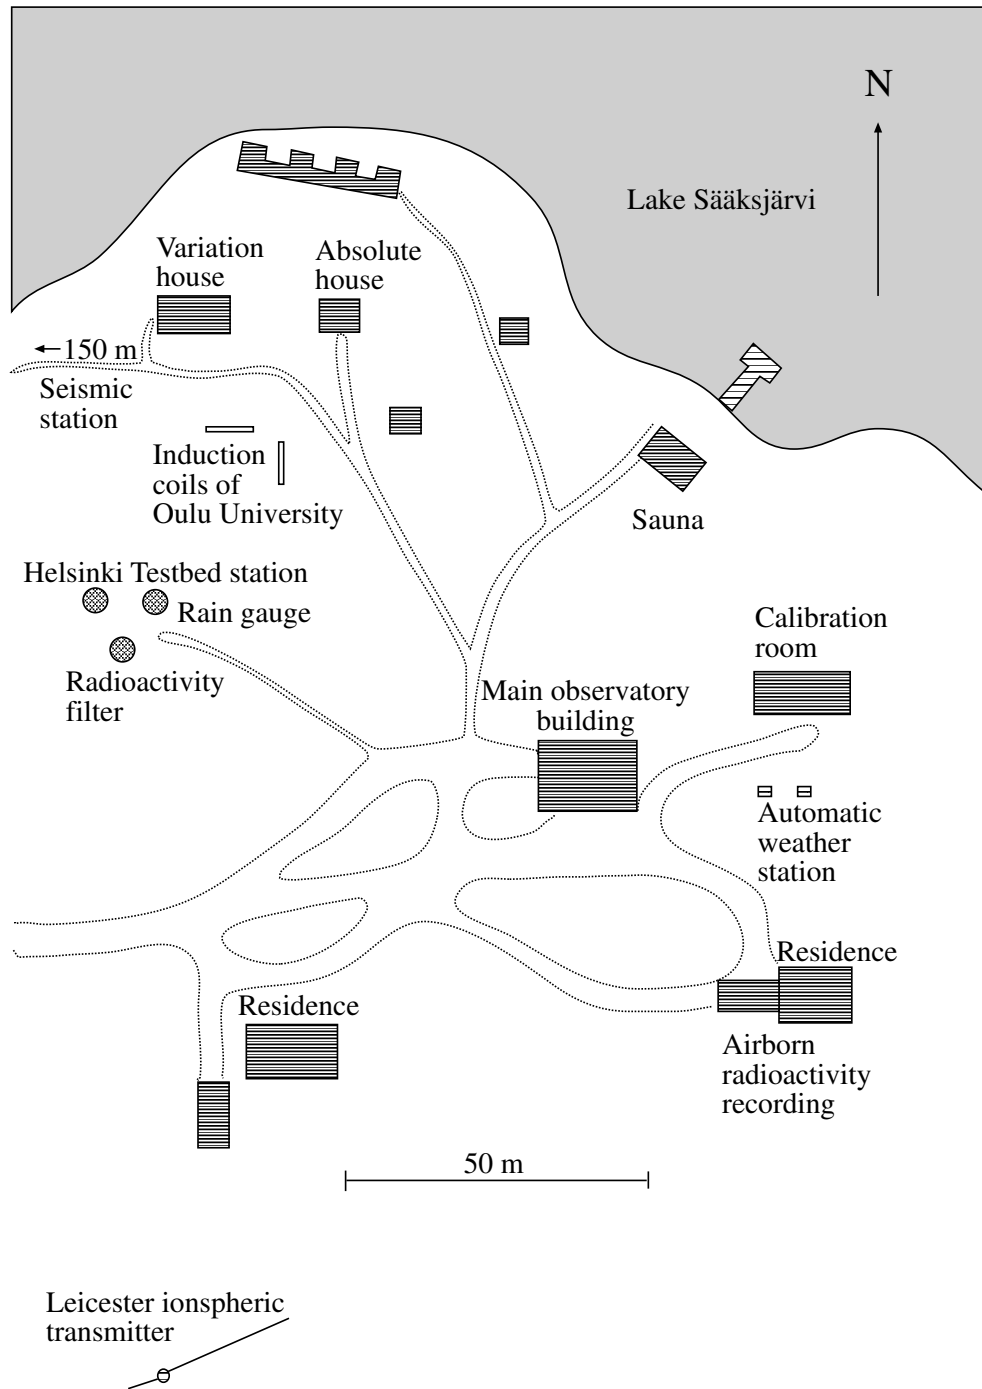 N
Lake Sääksjärvi
Variation
house
Absolute
house
150 m
Seismic
station
Induction
coils of
Oulu University
Sauna
Helsinki Testbed station
Rain gauge
Radioactivity
filter
Calibration
room
Main observatory
building
Automatic
weather
station
Residence
Residence
Airborn
radioactivity
recording
50 m
Leicester ionspheric
transmitter